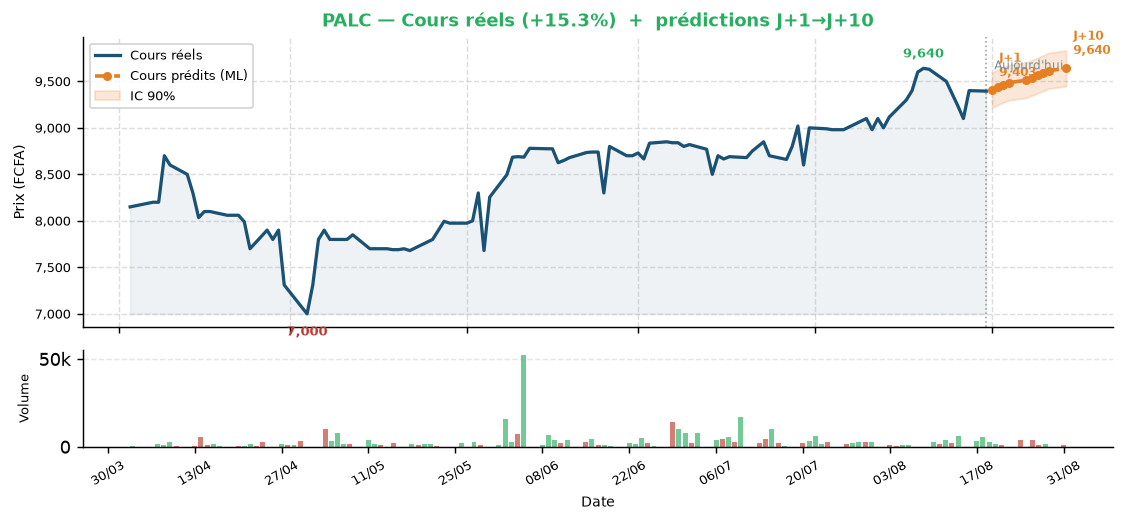 PALC — Cours réels (+15.3%)  +  prédictions J+1→J+10
Cours réels
Cours prédits (ML)
IC 90%
9,640
J+1
9,403
Aujourd'hui
J+10
9,640
7,000
Prix (FCFA)
9,500
9,000
8,500
8,000
7,500
7,000
Volume
50k
0
30/03
13/04
27/04
11/05
25/05
08/06
22/06
06/07
20/07
03/08
17/08
31/08
Date